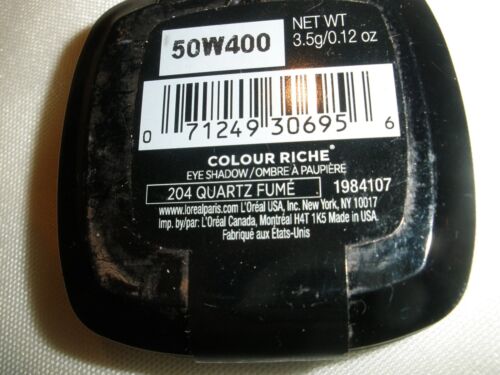 50W400
NET WT
3.5g/0.12 oz
0 71249 30695 6
COLOUR RICHE®
EYE SHADOW/OMBRE À PAUPIÈRE
204 QUARTZ FUMÉ 1984107
www.lorealparis.com L'Oréal USA, Inc. New York, NY 10017
Imp. by/par: L'Oréal Canada, Montréal H4T 1K5 Made in USA.
Fabriqué aux États-Unis